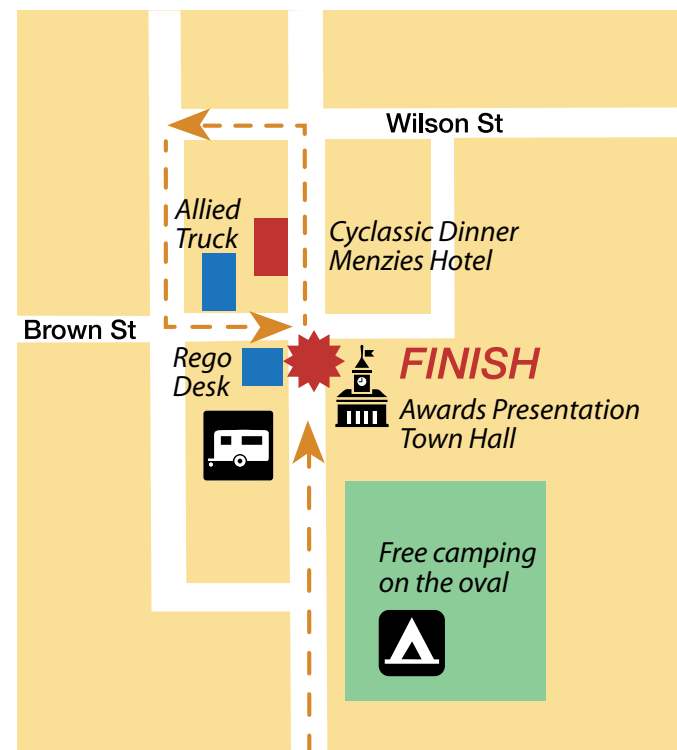 Wilson St
Allied
Truck
Cyclassic Dinner
Menzies Hotel
Brown St
Rego
Desk
FINISH
Awards Presentation
Town Hall
Free camping
on the oval